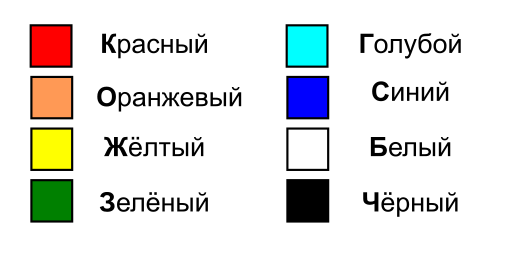 Красный
Оранжевый
Жёлтый
Зелёный
Голубой
Синий
Белый
Чёрный